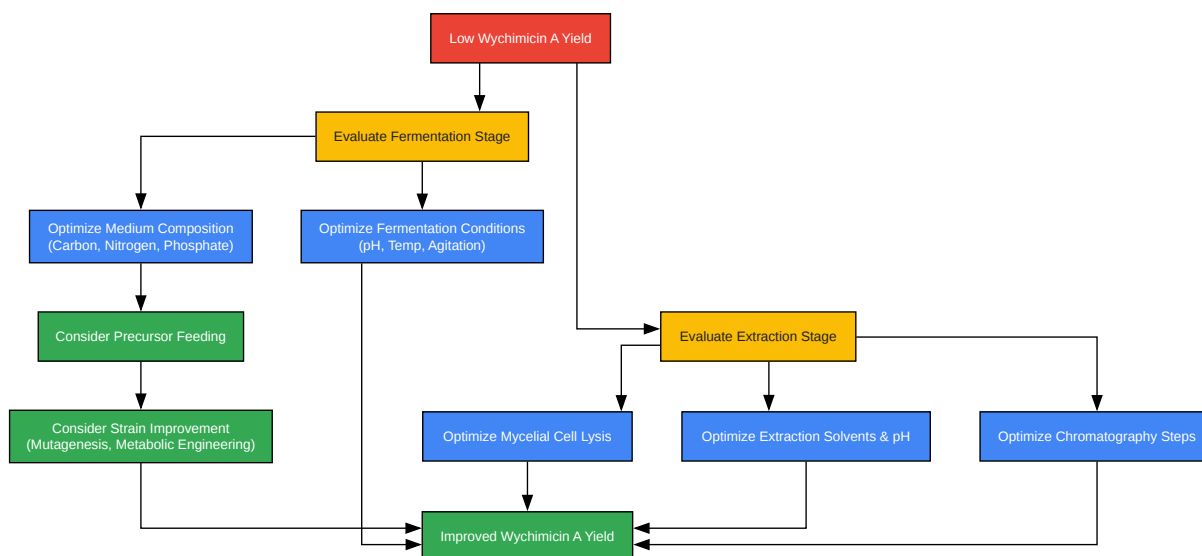 Low Wychimicin A Yield
Evaluate Fermentation Stage
Optimize Medium Composition
(Carbon, Nitrogen, Phosphate)
Optimize Fermentation Conditions
(pH, Temp, Agitation)
Consider Precursor Feeding
Evaluate Extraction Stage
Consider Strain Improvement
(Mutagenesis, Metabolic Engineering)
Optimize Mycelial Cell Lysis
Optimize Extraction Solvents & pH
Optimize Chromatography Steps
Improved Wychimicin A Yield